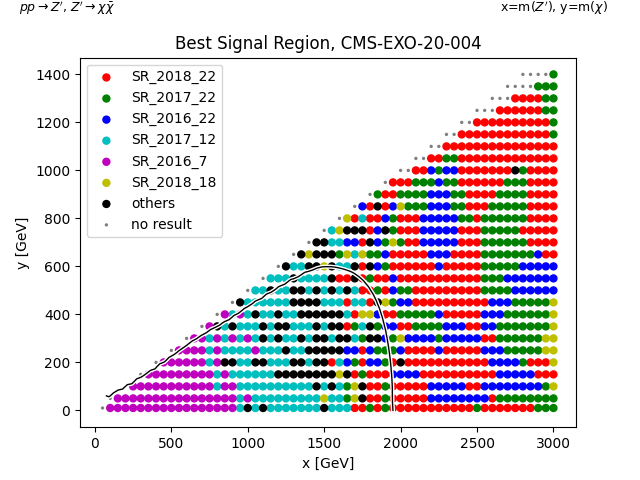 pp → Z′, Z′ → χχ̄ x=m(Z′), y=m(χ)
Best Signal Region, CMS-EXO-20-004
SR_2018_22
SR_2017_22
SR_2016_22
SR_2017_12
SR_2016_7
SR_2018_18
others
no result
y [GeV]
1400
1200
1000
800
600
400
200
0
0 500 1000 1500 2000 2500 3000
x [GeV]